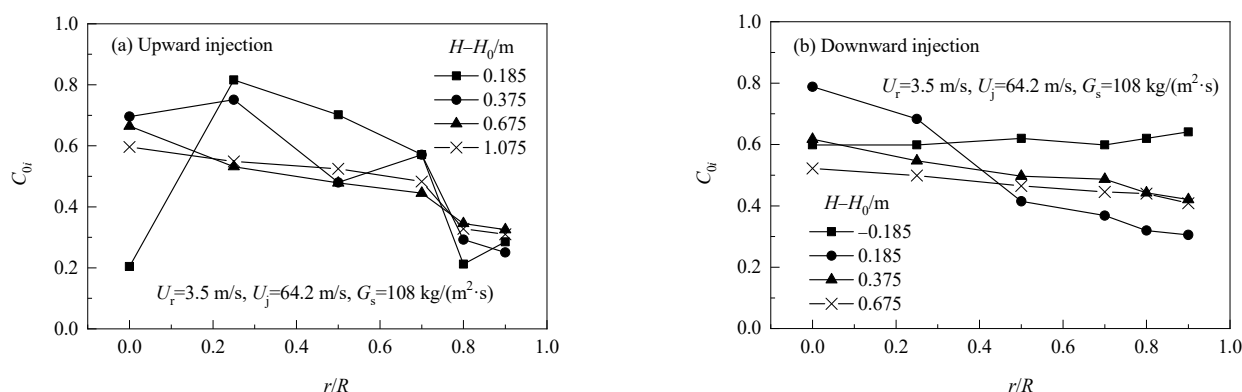 (a) Upward injection
H–H₀/m
0.185
0.375
0.675
1.075
Uᵣ=3.5 m/s, Uⱼ=64.2 m/s, Gₛ=108 kg/(m²·s)
1.0
0.8
0.6
0.4
0.2
0.0
C₀ᵢ
0.0 0.2 0.4 0.6 0.8 1.0
r/R
(b) Downward injection
Uᵣ=3.5 m/s, Uⱼ=64.2 m/s, Gₛ=108 kg/(m²·s)
H–H₀/m
–0.185
0.185
0.375
0.675
1.0
0.8
0.6
0.4
0.2
0.0
C₀ᵢ
0.0 0.2 0.4 0.6 0.8 1.0
r/R